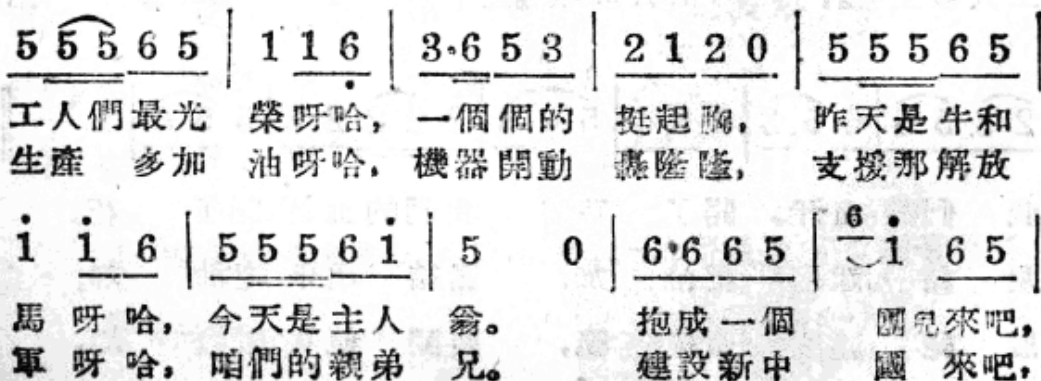 5 5 5 6 5 | 1 1 6 | 3·6 5 3 | 2 1 2 0 | 5 5 5 6 5 |
工人們最光 榮呀哈, 一個個的 挺起胸, 昨天是牛和
生產 多加 油呀哈, 機器開動 轟隆隆, 支援那解放
1 1 6 | 5 5 5 6 1 | 5 0 | 6·6 6 5 | 6 1 6 5 |
馬呀哈, 今天是主人 翁。 抱成一個 團兒來吧,
軍呀哈, 咱們的親弟 兄。 建設新中 國 來吧,